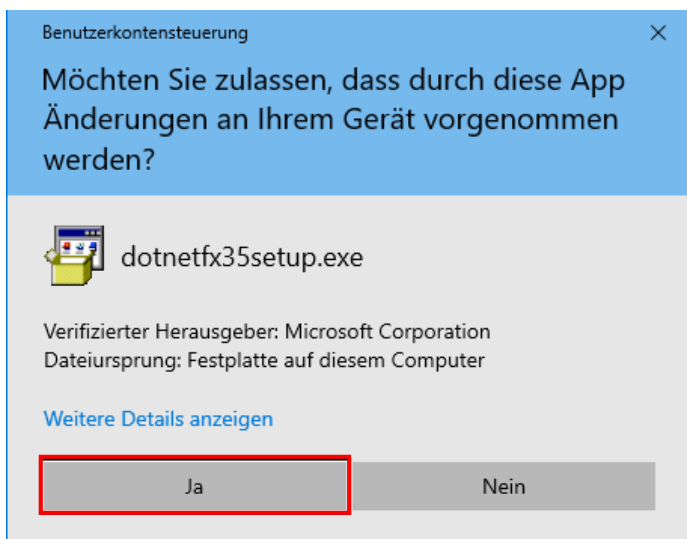 Benutzerkontensteuerung
Möchten Sie zulassen, dass durch diese App
Änderungen an Ihrem Gerät vorgenommen
werden?
dotnetfx35setup.exe
Verifizierter Herausgeber: Microsoft Corporation
Dateiursprung: Festplatte auf diesem Computer
Weitere Details anzeigen
Ja
Nein